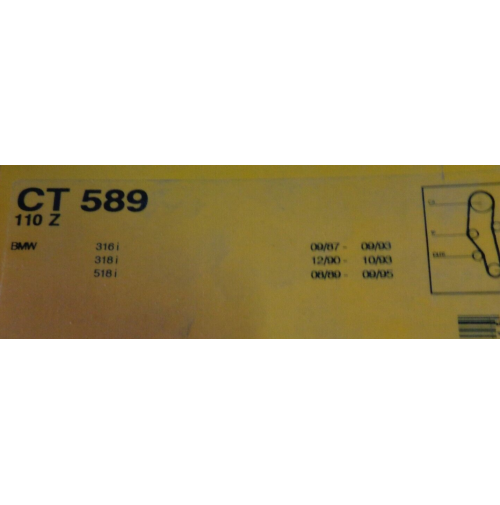 CT 589
110 Z
BMW 316 i 09/87 - 09/93
318 i 12/90 - 10/93
518 i 08/89 - 09/95